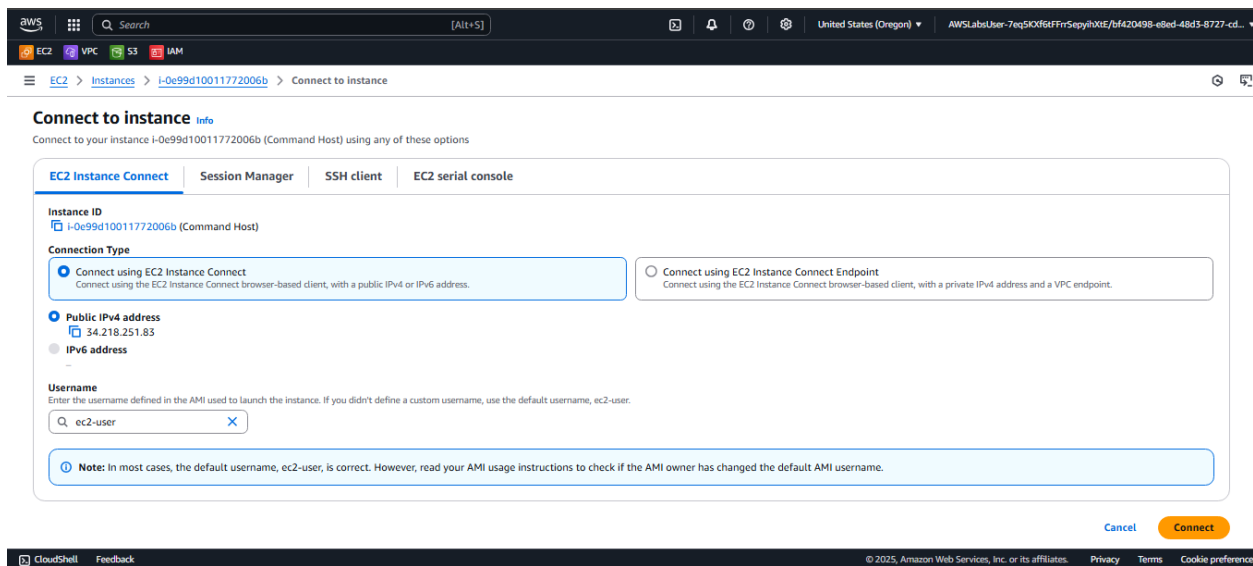 aws Search [Alt+S] United States (Oregon) AWSLabsUser-7eq5KXf6tFFrrSepyihXtE/bf420498-e8ed-48d3-8727-cd...
EC2 VPC S3 IAM
EC2 > Instances > i-0e99d10011772006b > Connect to instance
Connect to instance Info
Connect to your instance i-0e99d10011772006b (Command Host) using any of these options
EC2 Instance Connect Session Manager SSH client EC2 serial console
Instance ID
i-0e99d10011772006b (Command Host)
Connection Type
Connect using EC2 Instance Connect
Connect using the EC2 Instance Connect browser-based client, with a public IPv4 or IPv6 address.
Connect using EC2 Instance Connect Endpoint
Connect using the EC2 Instance Connect browser-based client, with a private IPv4 address and a VPC endpoint.
Public IPv4 address
34.218.251.83
IPv6 address
–
Username
Enter the username defined in the AMI used to launch the instance. If you didn't define a custom username, use the default username, ec2-user.
ec2-user
Note: In most cases, the default username, ec2-user, is correct. However, read your AMI usage instructions to check if the AMI owner has changed the default AMI username.
Cancel Connect
CloudShell Feedback © 2025, Amazon Web Services, Inc. or its affiliates. Privacy Terms Cookie preference